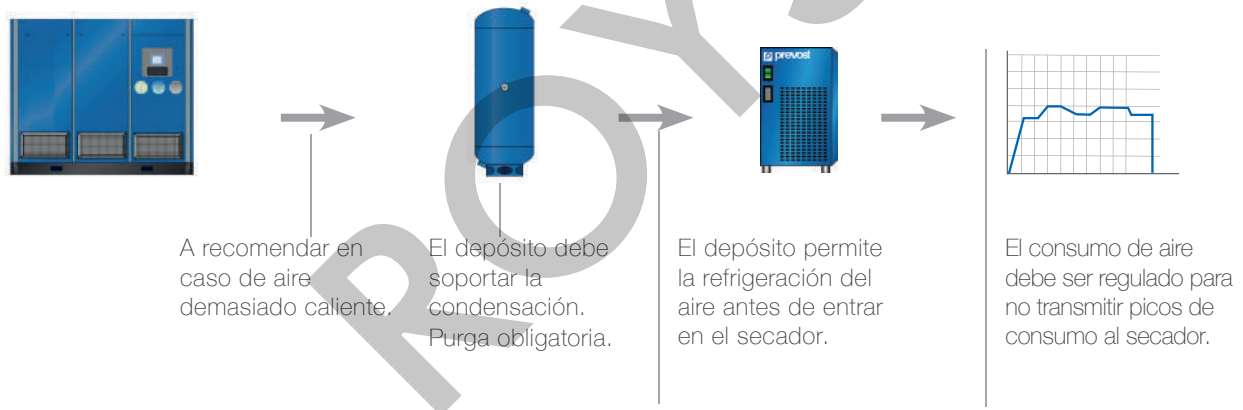 prevost
A recomendar en
caso de aire
demasiado caliente.
El depósito debe
soportar la
condensación.
Purga obligatoria.
El depósito permite
la refrigeración del
aire antes de entrar
en el secador.
El consumo de aire
debe ser regulado para
no transmitir picos de
consumo al secador.
ROYS